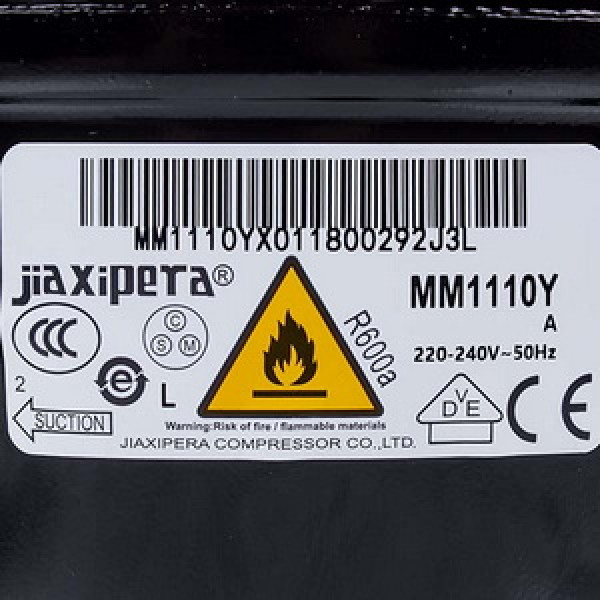 MM1110YX011800292J3L
jiaxipera®
MM1110Y
A
220-240V~50Hz
R600a
CCC
C
S M
2
e
L
SUCTION
DVE
CE
Warning:Risk of fire / flammable materials
JIAXIPERA COMPRESSOR CO.,LTD.